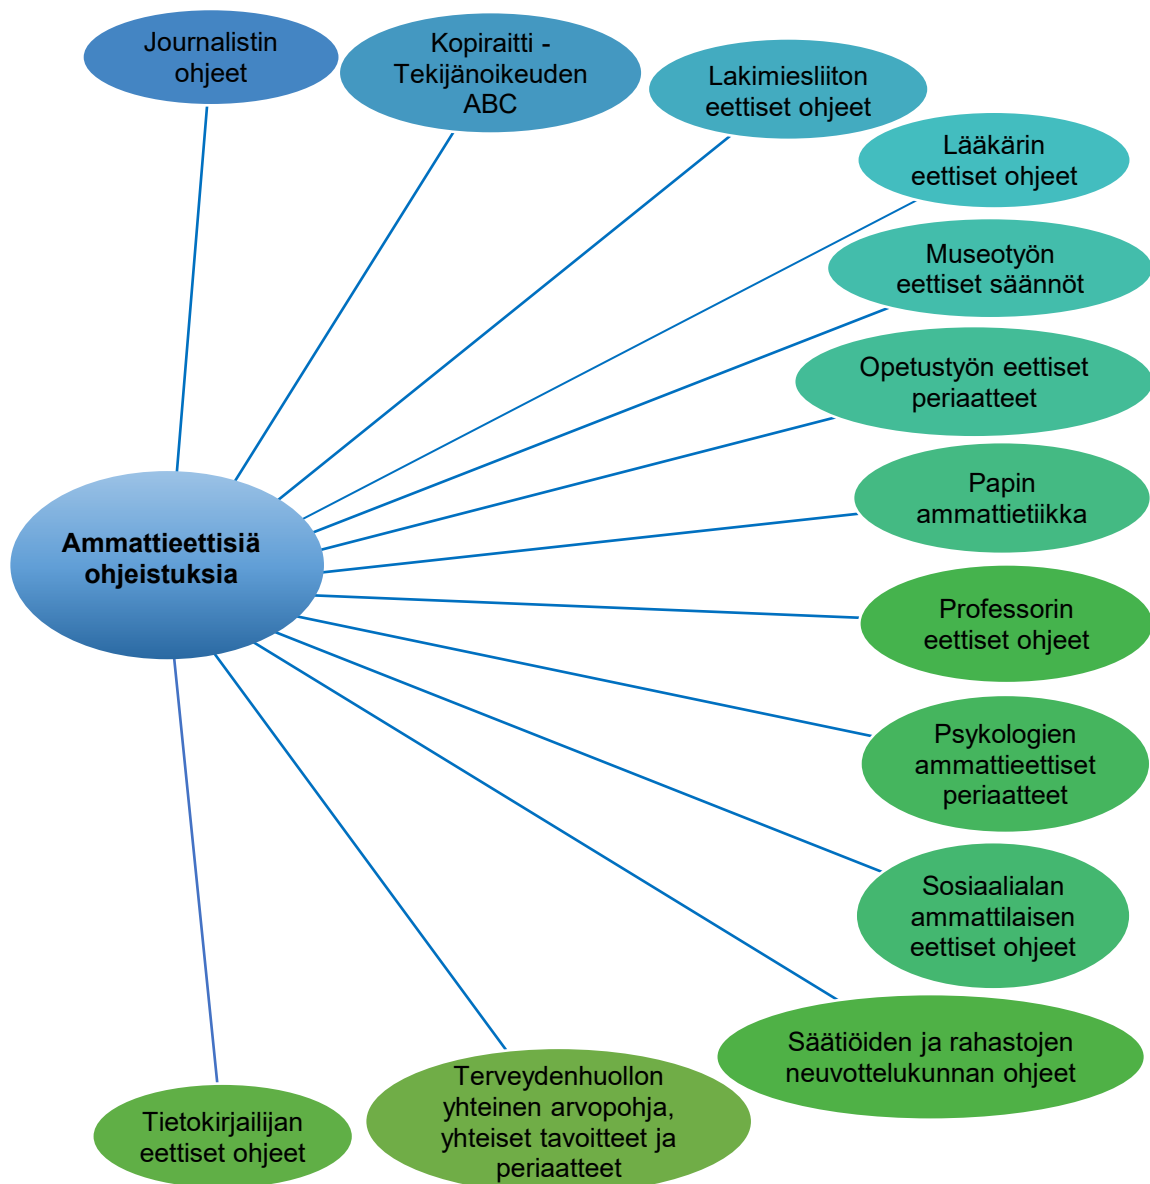 Journalistin
ohjeet
Kopiraitti -
Tekijänoikeuden
ABC
Lakimiesliiton
eettiset ohjeet
Lääkärin
eettiset ohjeet
Museotyön
eettiset säännöt
Opetustyön eettiset
periaatteet
Papin
ammattietiikka
Ammattieettisiä
ohjeistuksia
Professorin
eettiset ohjeet
Psykologien
ammattieettiset
periaatteet
Sosiaalialan
ammattilaisen
eettiset ohjeet
Säätiöiden ja rahastojen
neuvottelukunnan ohjeet
Terveydenhuollon
yhteinen arvopohja,
yhteiset tavoitteet ja
periaatteet
Tietokirjailijan
eettiset ohjeet